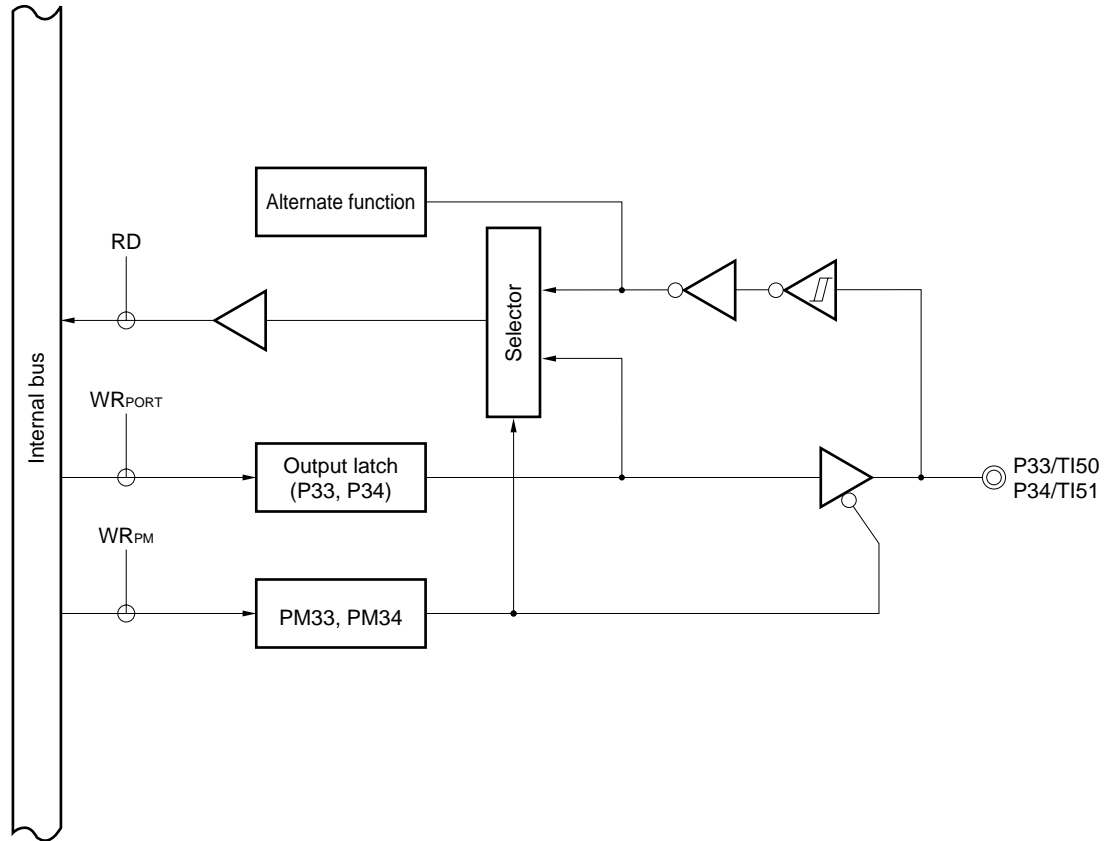 Alternate function
RD
Selector
Internal bus
WRPORT
Output latch
(P33, P34)
P33/TI50
P34/TI51
WRPM
PM33, PM34